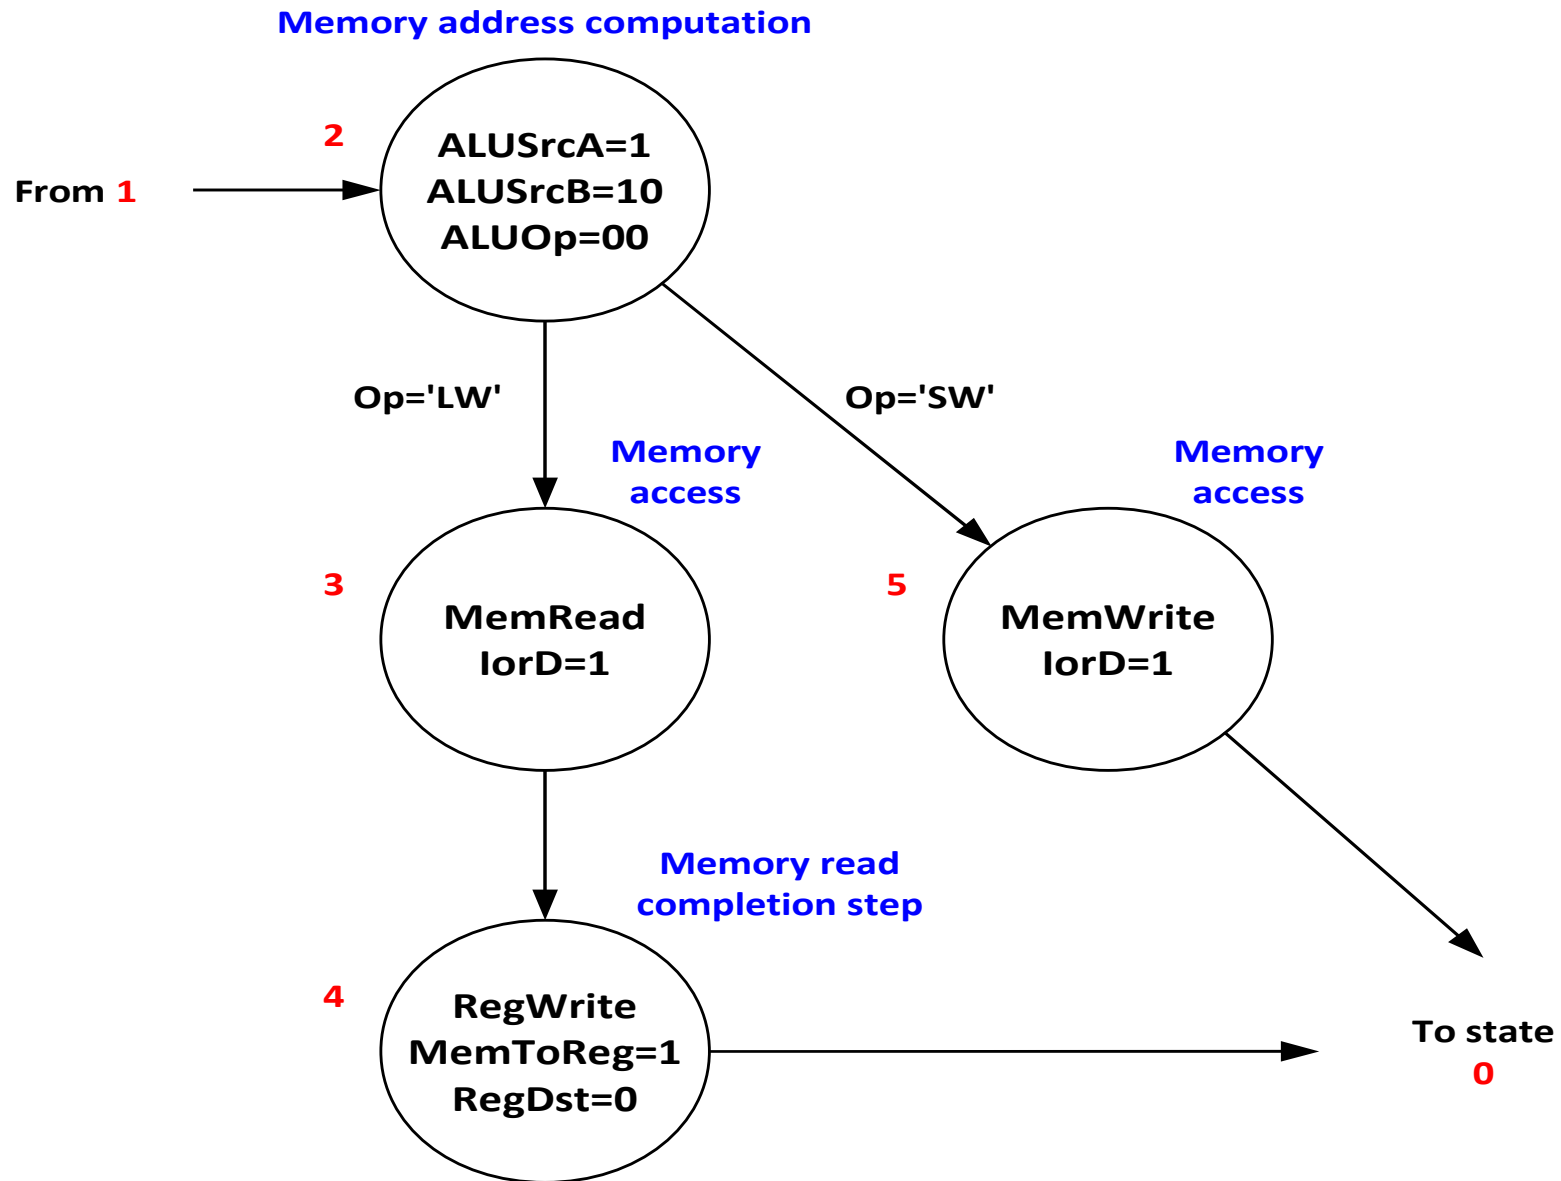 Memory address computation
2
ALUSrcA=1
ALUSrcB=10
ALUOp=00
From 1
Op='LW'
Op='SW'
Memory
access
Memory
access
3
MemRead
IorD=1
5
MemWrite
IorD=1
Memory read
completion step
4
RegWrite
MemToReg=1
RegDst=0
To state
0